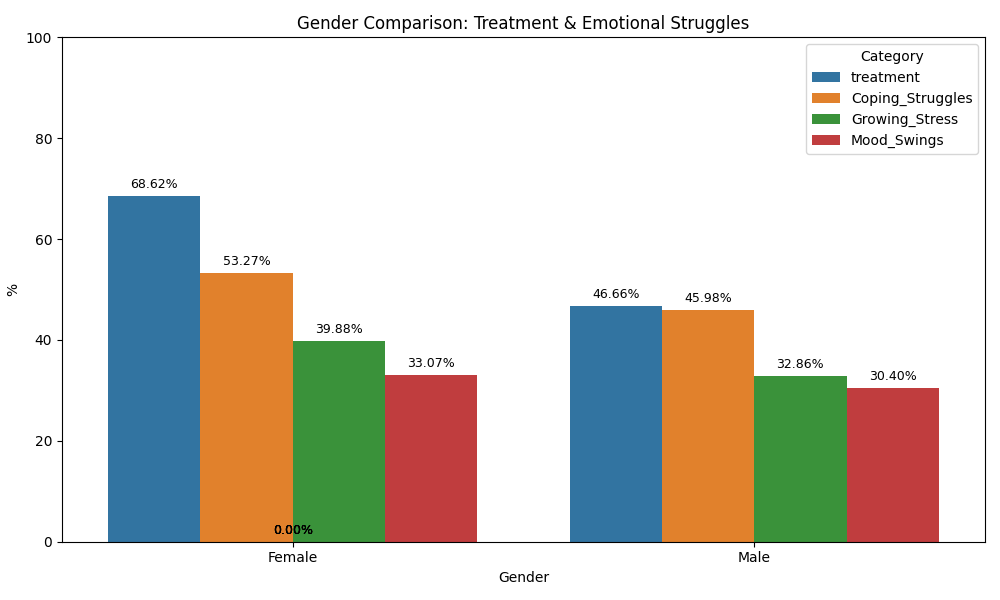 Gender Comparison: Treatment & Emotional Struggles
100
80
60
40
20
0
%
Category
treatment
Coping_Struggles
Growing_Stress
Mood_Swings
68.62%
53.27%
39.88%
33.07%
0.00%
46.66%
45.98%
32.86%
30.40%
Female
Male
Gender